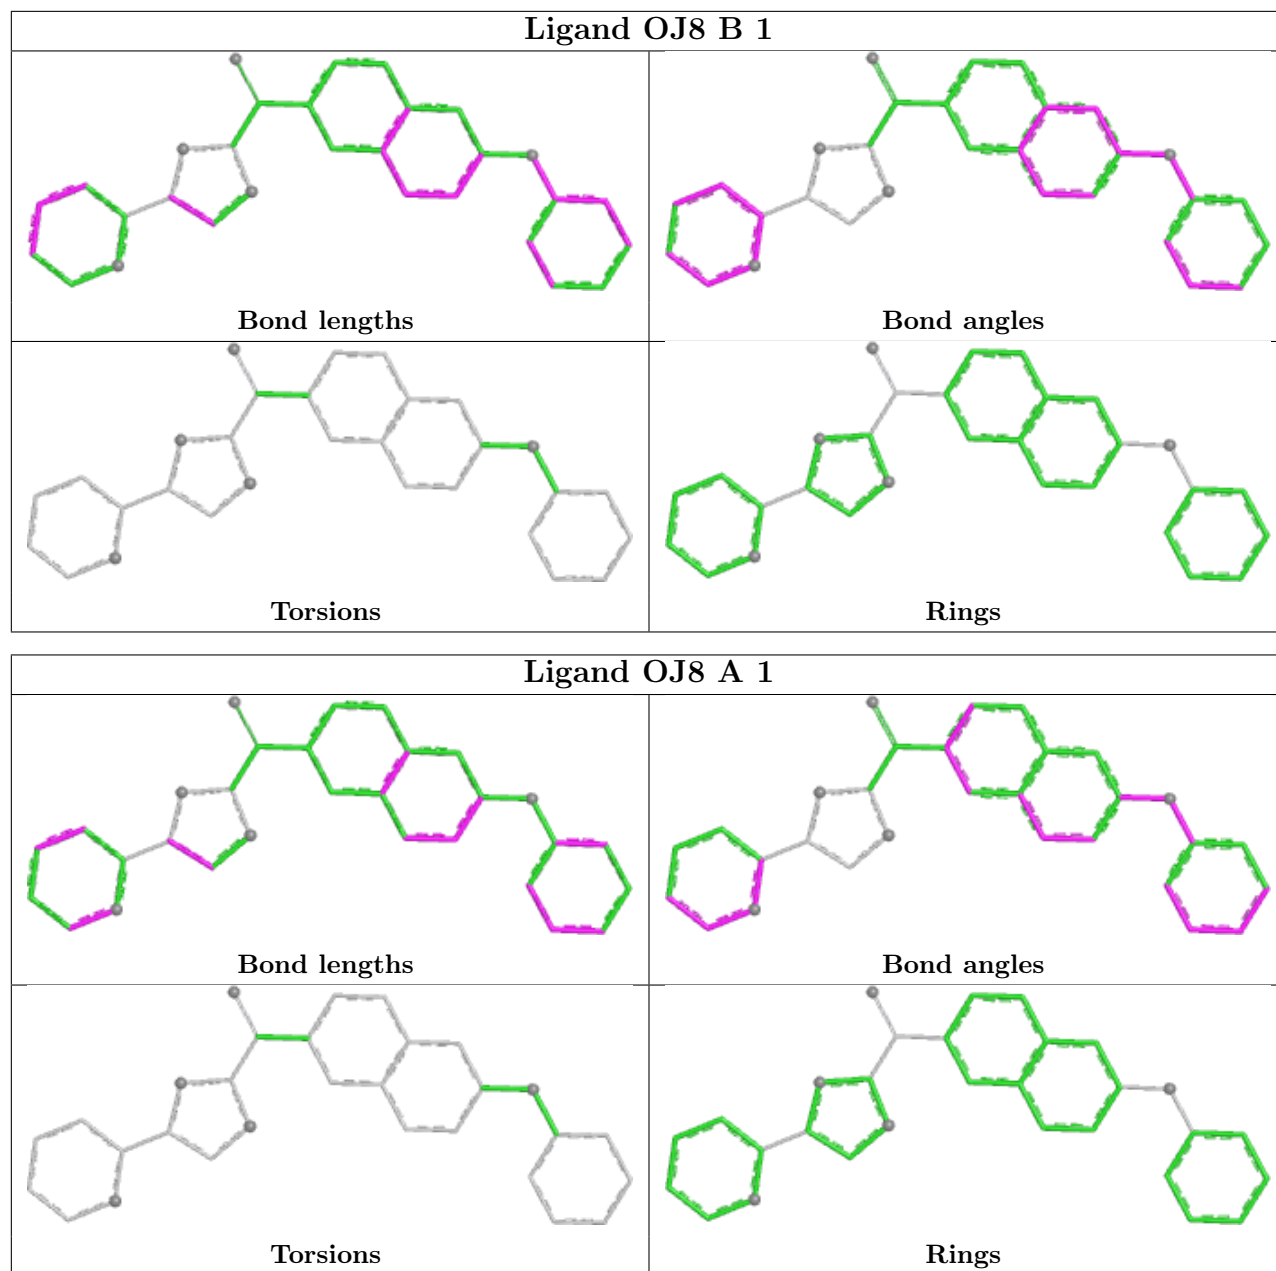 Ligand OJ8 B 1
Bond lengths
Bond angles
Torsions
Rings
Ligand OJ8 A 1
Bond lengths
Bond angles
Torsions
Rings